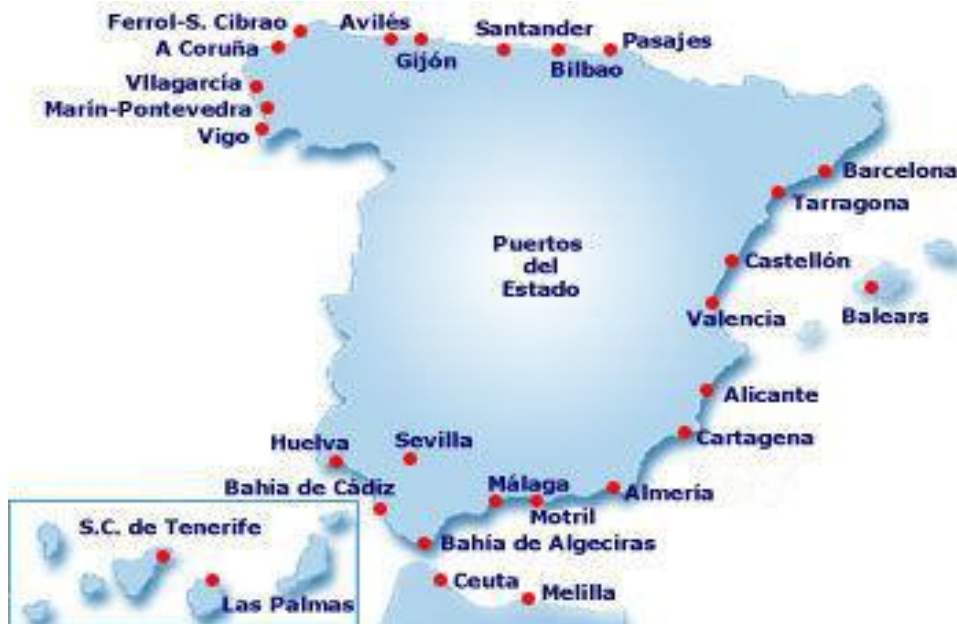 Ferrol-S. Cibrao
A Coruña
Avilés
Gijón
Santander
Bilbao
Pasajes
VIlagarcía
Marín-Pontevedra
Vigo
Barcelona
Tarragona
Puertos
del
Estado
Castellón
Valencia
Balears
Alicante
Cartagena
Huelva
Sevilla
Bahía de Cádiz
Málaga
Motril
Almería
Bahía de Algeciras
S.C. de Tenerife
Las Palmas
Ceuta
Melilla